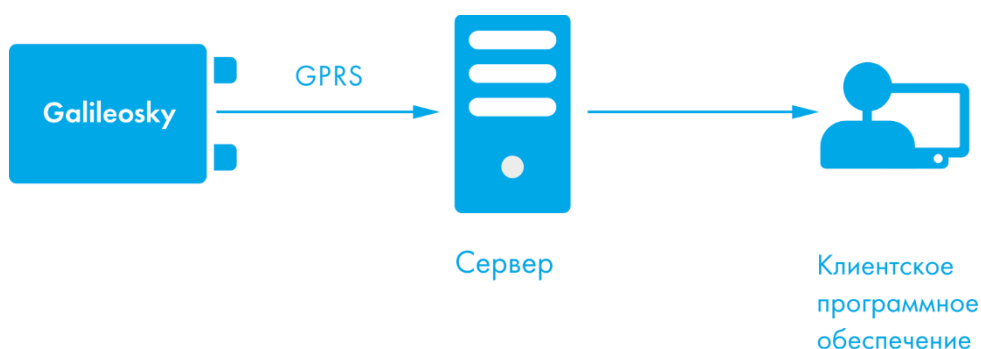 Galileosky
GPRS
Сервер
Клиентское
программное
обеспечение